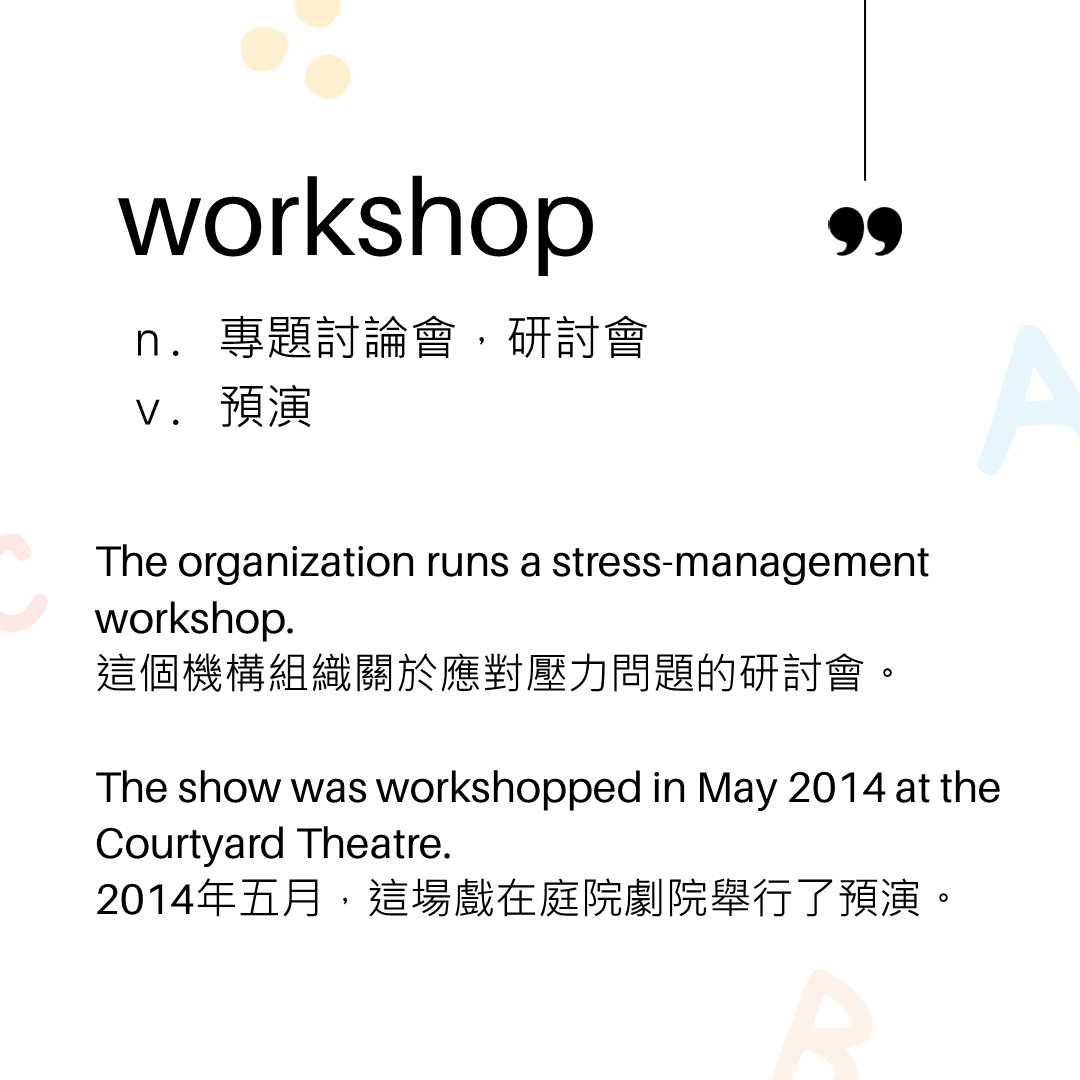 workshop
”
n. 專題討論會，研討會
v. 預演
The organization runs a stress-management
workshop.
這個機構組織關於應對壓力問題的研討會。
The show was workshopped in May 2014 at the
Courtyard Theatre.
2014年五月，這場戲在庭院劇院舉行了預演。
A
C
B